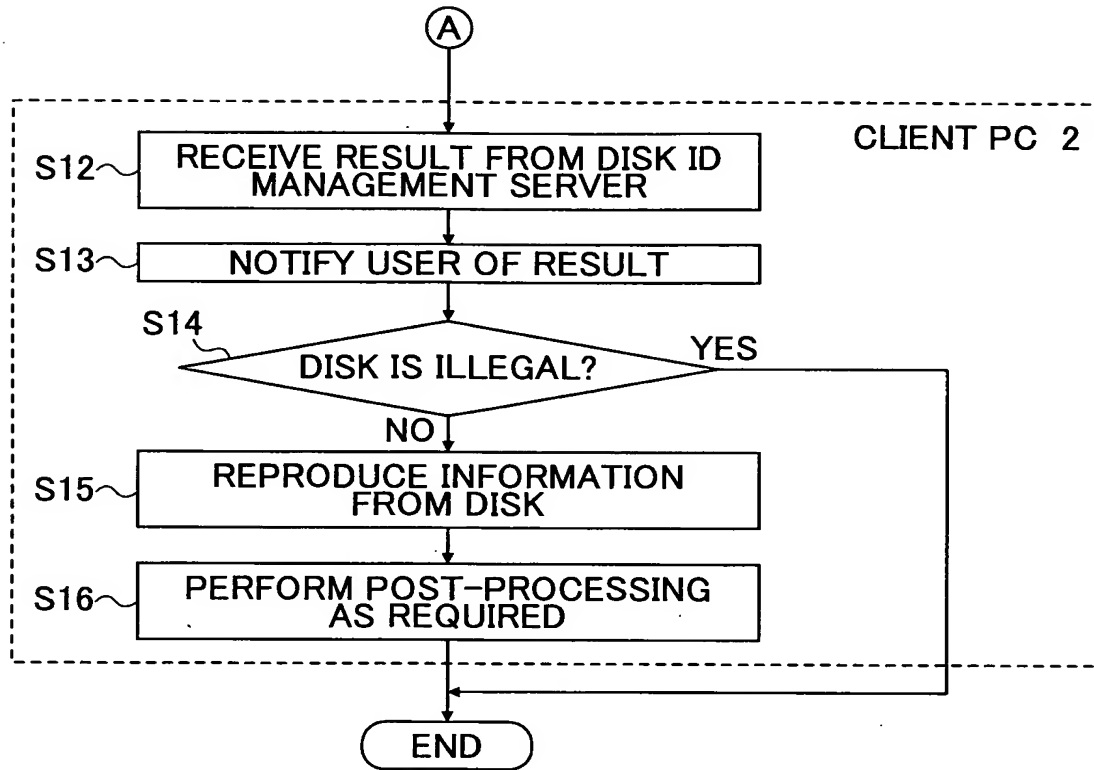 A
CLIENT PC 2
S12
RECEIVE RESULT FROM DISK ID
MANAGEMENT SERVER
S13
NOTIFY USER OF RESULT
S14
DISK IS ILLEGAL?
YES
NO
S15
REPRODUCE INFORMATION
FROM DISK
S16
PERFORM POST-PROCESSING
AS REQUIRED
END